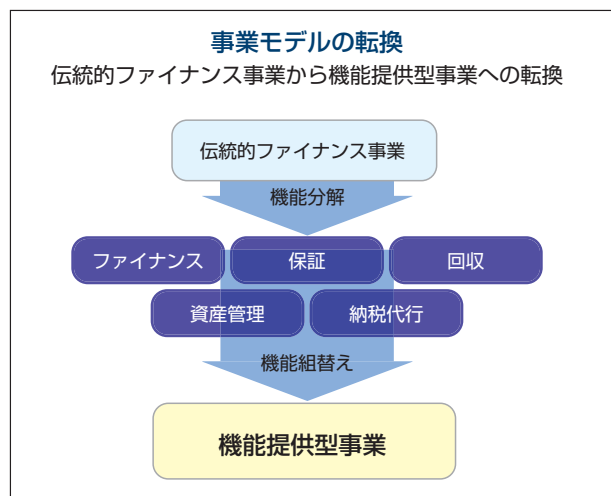 事業モデルの転換
伝統的ファイナンス事業から機能提供型事業への転換
伝統的ファイナンス事業
機能分解
ファイナンス
保証
回収
資産管理
納税代行
機能組替え
機能提供型事業